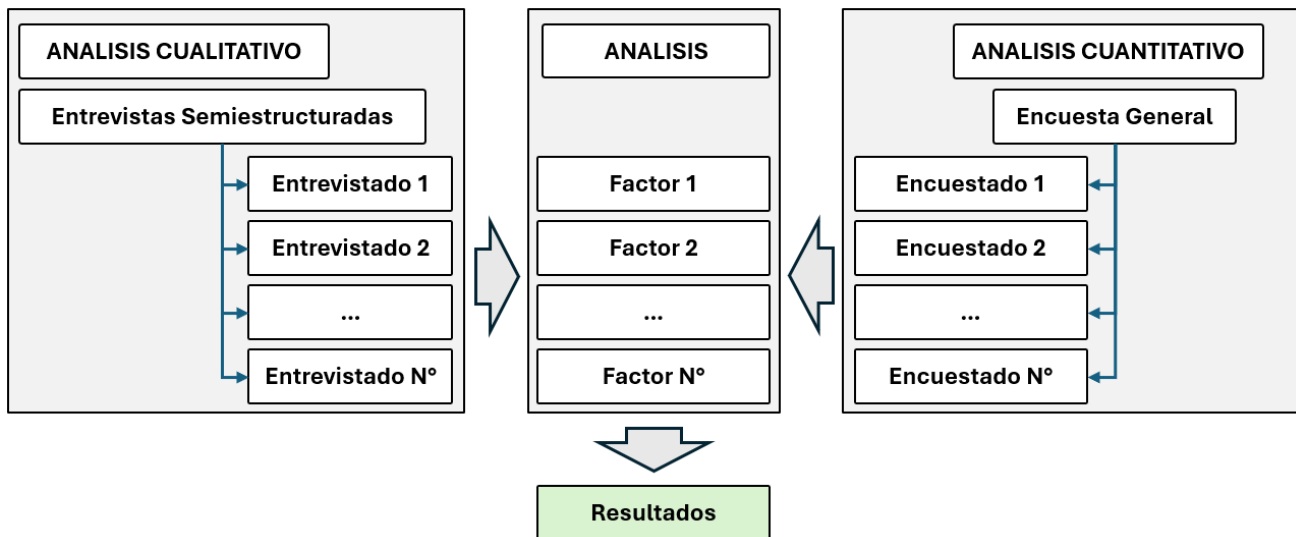 ANALISIS CUALITATIVO
Entrevistas Semiestructuradas
Entrevistado 1
Entrevistado 2
...
Entrevistado N°
ANALISIS
Factor 1
Factor 2
...
Factor N°
ANALISIS CUANTITATIVO
Encuesta General
Encuestado 1
Encuestado 2
...
Encuestado N°
Resultados